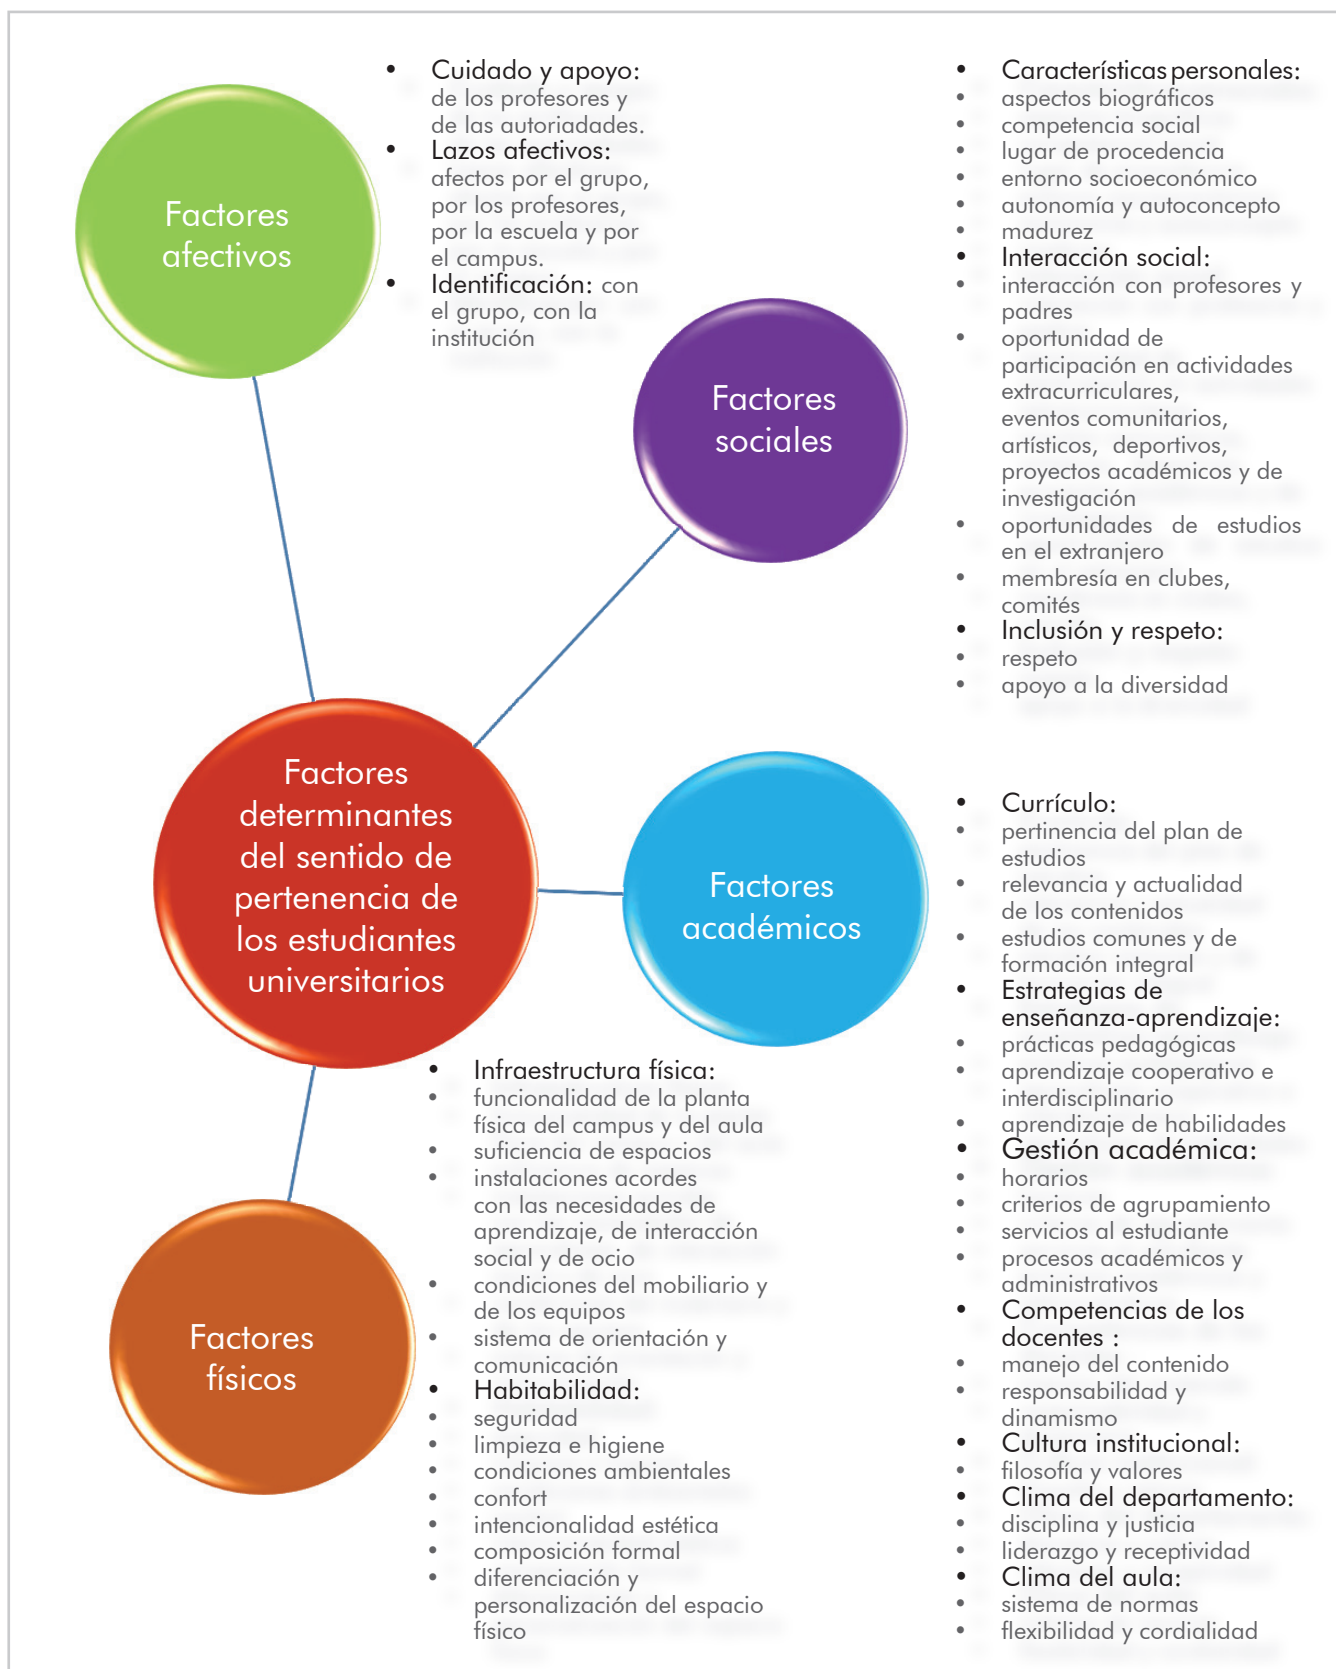 Factores
afectivos
• Cuidado y apoyo:
de los profesores y
de las autoriadades.
• Lazos afectivos:
afectos por el grupo,
por los profesores,
por la escuela y por
el campus.
• Identificación: con
el grupo, con la
institución
Factores
sociales
• Características personales:
• aspectos biográficos
• competencia social
• lugar de procedencia
• entorno socioeconómico
• autonomía y autoconcepto
• madurez
• Interacción social:
• interacción con profesores y
padres
• oportunidad de
participación en actividades
extracurriculares,
eventos comunitarios,
artísticos, deportivos,
proyectos académicos y de
investigación
• oportunidades de estudios
en el extranjero
• membresía en clubes,
comités
• Inclusión y respeto:
• respeto
• apoyo a la diversidad
Factores
determinantes
del sentido de
pertenencia de
los estudiantes
universitarios
Factores
académicos
• Currículo:
• pertinencia del plan de
estudios
• relevancia y actualidad
de los contenidos
• estudios comunes y de
formación integral
• Estrategias de
enseñanza-aprendizaje:
• prácticas pedagógicas
• aprendizaje cooperativo e
interdisciplinario
• aprendizaje de habilidades
• Gestión académica:
• horarios
• criterios de agrupamiento
• servicios al estudiante
• procesos académicos y
administrativos
• Competencias de los
docentes :
• manejo del contenido
• responsabilidad y
dinamismo
• Cultura institucional:
• filosofía y valores
• Clima del departamento:
• disciplina y justicia
• liderazgo y receptividad
• Clima del aula:
• sistema de normas
• flexibilidad y cordialidad
Factores
físicos
• Infraestructura física:
• funcionalidad de la planta
física del campus y del aula
• suficiencia de espacios
• instalaciones acordes
con las necesidades de
aprendizaje, de interacción
social y de ocio
• condiciones del mobiliario y
de los equipos
• sistema de orientación y
comunicación
• Habitabilidad:
• seguridad
• limpieza e higiene
• condiciones ambientales
• confort
• intencionalidad estética
• composición formal
• diferenciación y
personalización del espacio
físico